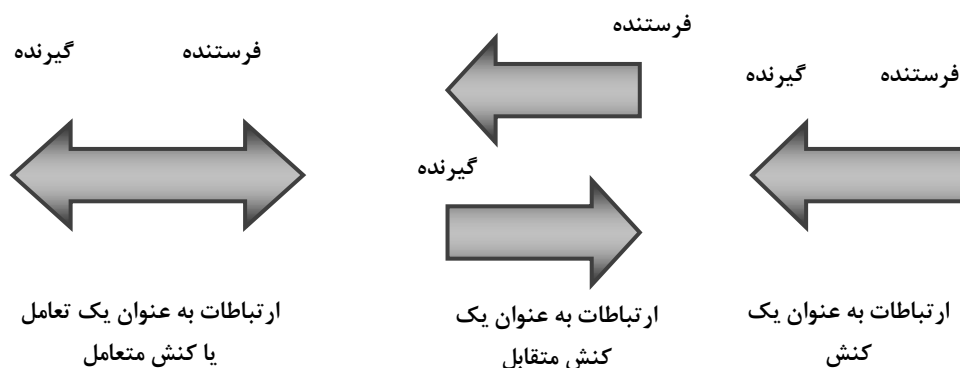 فرستنده
گیرنده
ارتباطات به عنوان یک
کنش
فرستنده
گیرنده
ارتباطات به عنوان یک
کنش متقابل
فرستنده
گیرنده
ارتباطات به عنوان یک تعامل
یا کنش متعامل